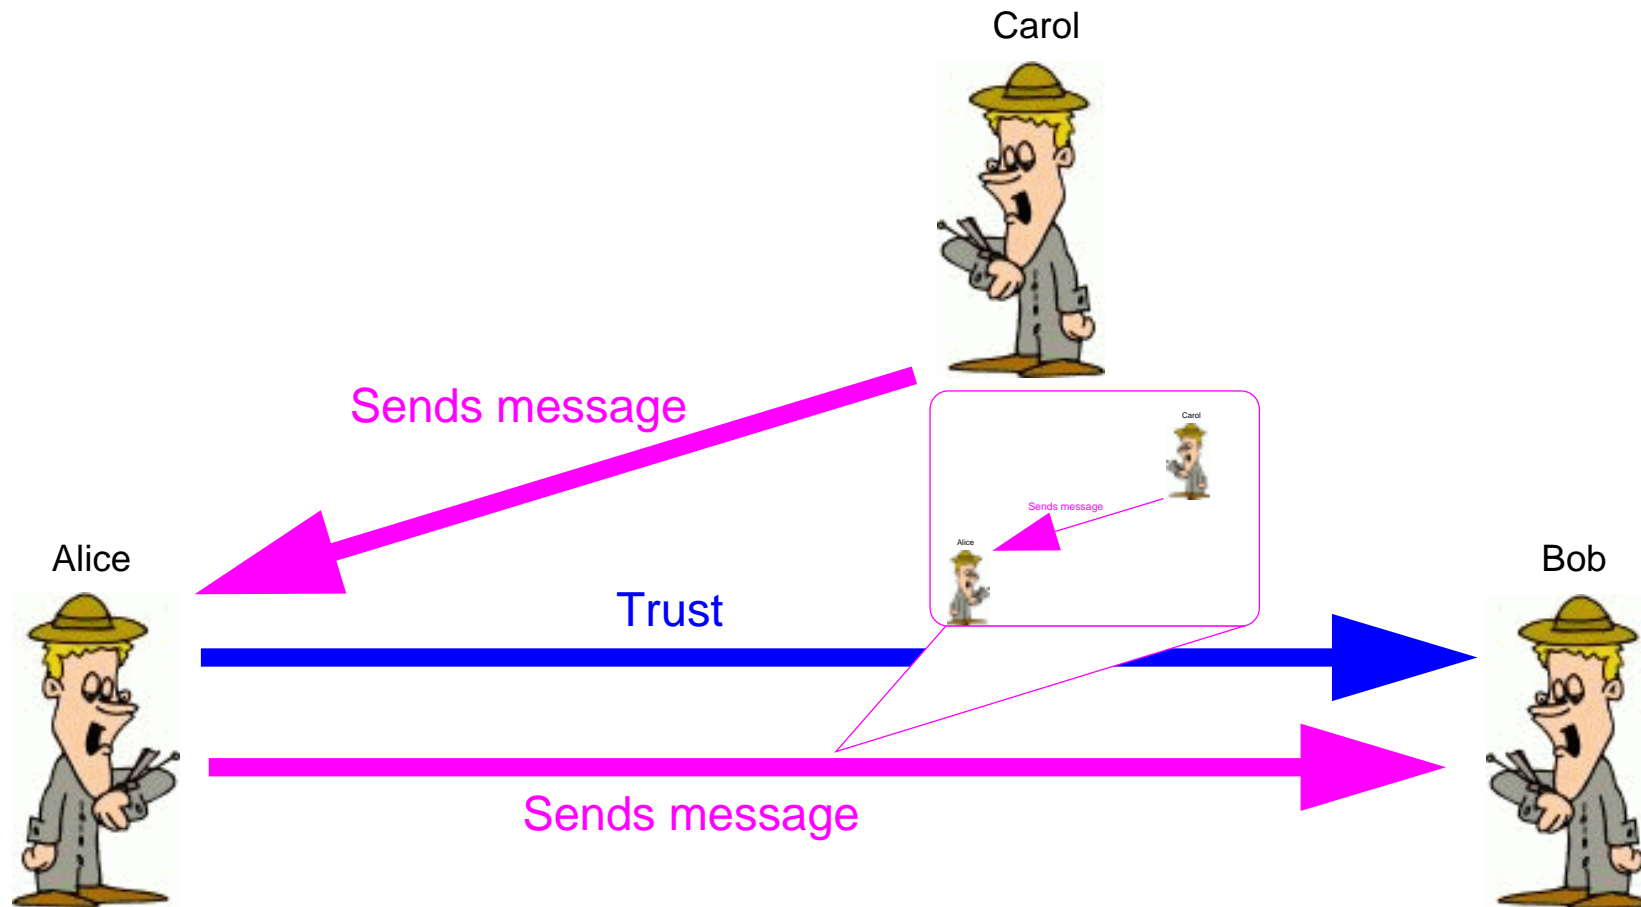 Carol
Sends message
Carol
Sends message
Alice
Alice
Bob
Trust
Sends message